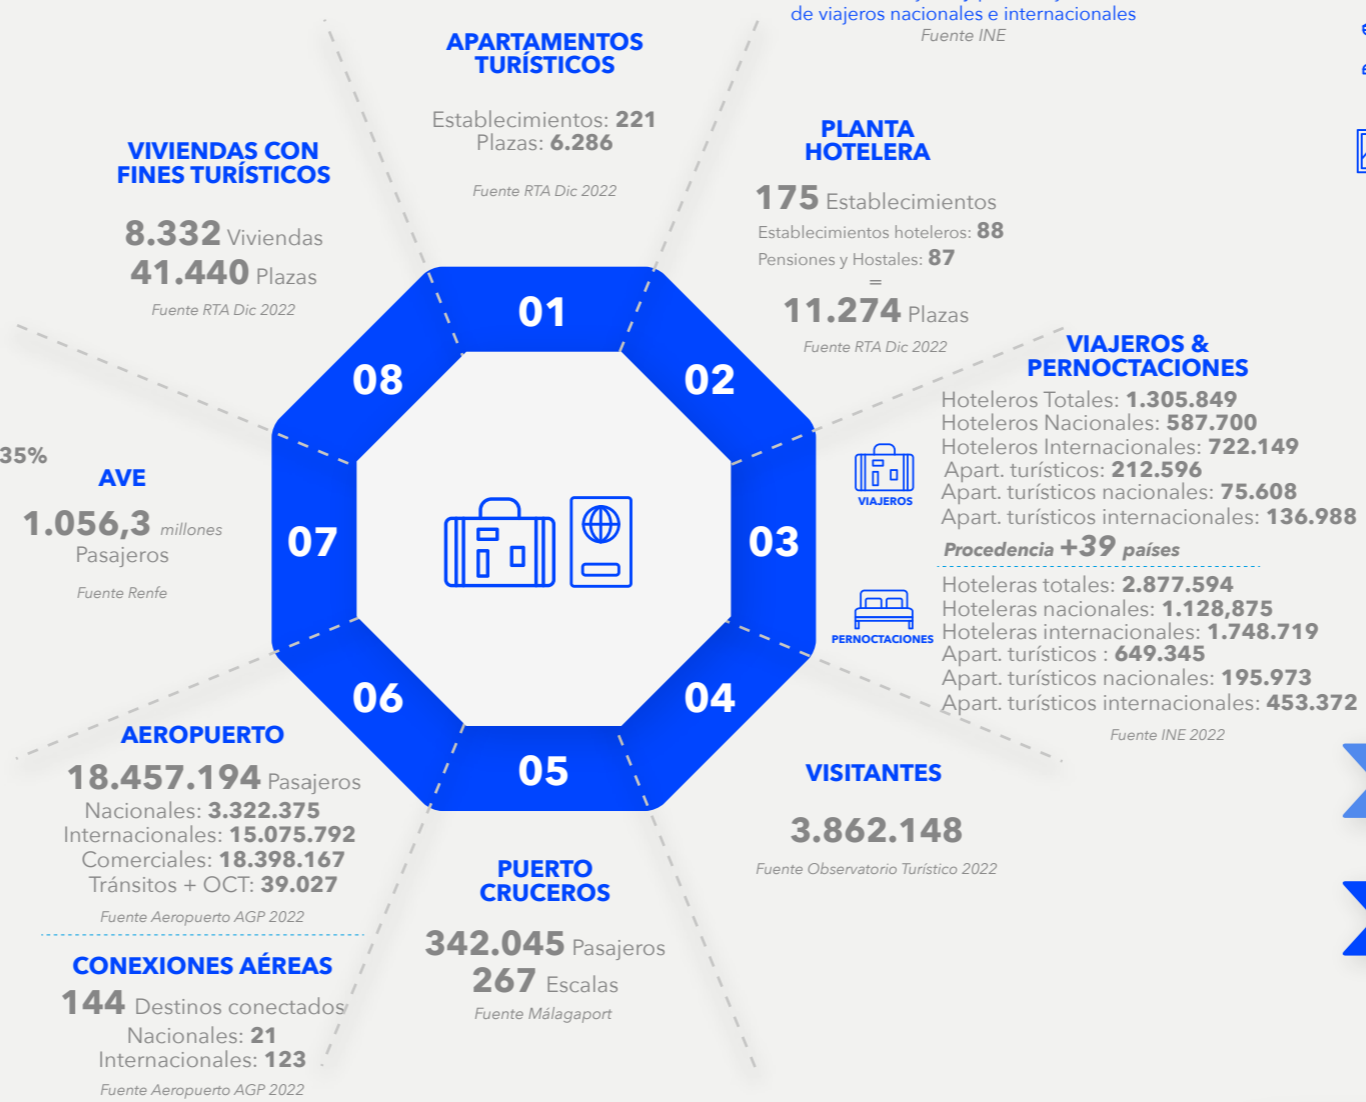 de viajeros nacionales e internacionales
Fuente INE
APARTAMENTOS
TURÍSTICOS
Establecimientos: 221
Plazas: 6.286
Fuente RTA Dic 2022
PLANTA
HOTELERA
175 Establecimientos
Establecimientos hoteleros: 88
Pensiones y Hostales: 87
=
11.274 Plazas
Fuente RTA Dic 2022
VIAJEROS &
PERNOCTACIONES
VIAJEROS
Hoteleros Totales: 1.305.849
Hoteleros Nacionales: 587.700
Hoteleros Internacionales: 722.149
Apart. turísticos: 212.596
Apart. turísticos nacionales: 75.608
Apart. turísticos internacionales: 136.988
Procedencia +39 países
PERNOCTACIONES
Hoteleras totales: 2.877.594
Hoteleras nacionales: 1.128,875
Hoteleras internacionales: 1.748.719
Apart. turísticos : 649.345
Apart. turísticos nacionales: 195.973
Apart. turísticos internacionales: 453.372
Fuente INE 2022
VISITANTES
3.862.148
Fuente Observatorio Turístico 2022
PUERTO
CRUCEROS
342.045 Pasajeros
267 Escalas
Fuente Málagaport
AEROPUERTO
18.457.194 Pasajeros
Nacionales: 3.322.375
Internacionales: 15.075.792
Comerciales: 18.398.167
Tránsitos + OCT: 39.027
Fuente Aeropuerto AGP 2022
CONEXIONES AÉREAS
144 Destinos conectados
Nacionales: 21
Internacionales: 123
Fuente Aeropuerto AGP 2022
35%
AVE
1.056,3 millones
Pasajeros
Fuente Renfe
VIVIENDAS CON
FINES TURÍSTICOS
8.332 Viviendas
41.440 Plazas
Fuente RTA Dic 2022
01
02
03
04
05
06
07
08